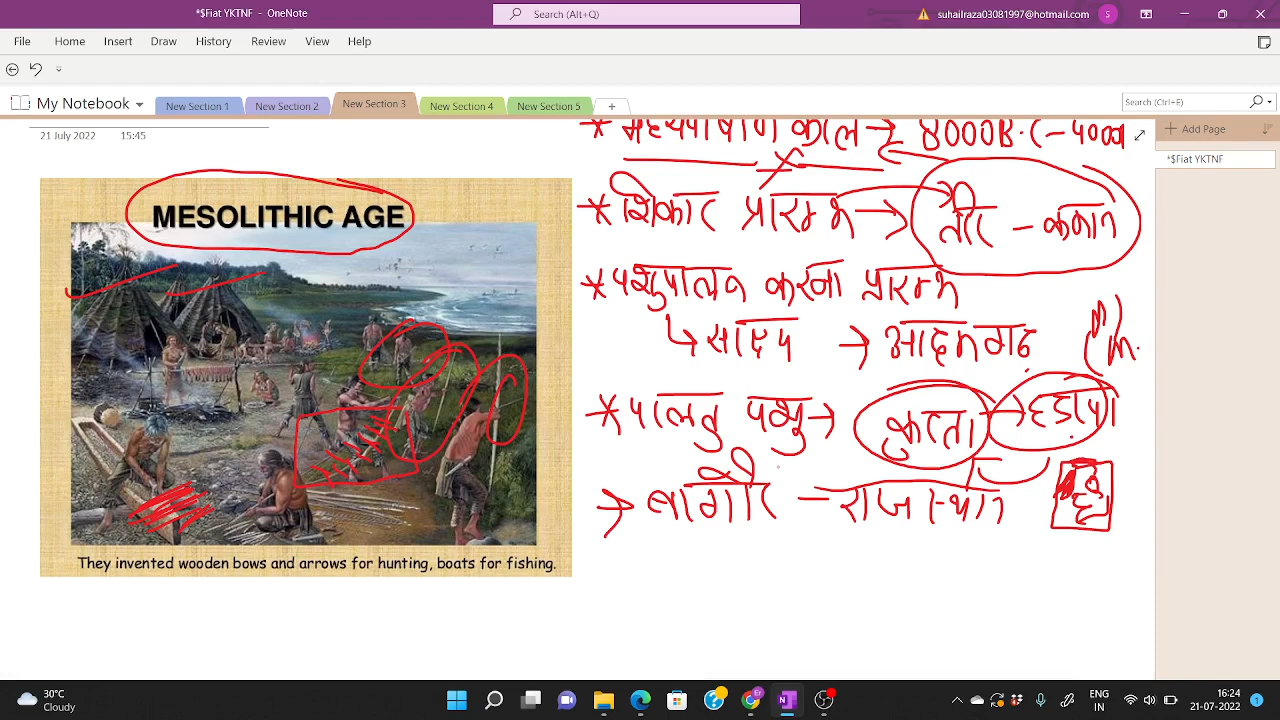 *$Fiat YKTNF - OneNote
Search (Alt+Q)
suhailraza03081997@hotmail.com S
File Home Insert Draw History Review View Help
My Notebook New Section 1 New Section 2 New Section 3 New Section 4 New Section 5 +
Search (Ctrl+E)
21 July 2022 15:45
+ Add Page
*$Fiat YKTNF
MESOLITHIC AGE
They invented wooden bows and arrows for hunting, boats for fishing.
* मध्यपाषाण काल → 8000B.C - 4000
* शिकार प्रारम्भ → तीर - कमान
* पशुपालन करना प्रारम्भ
↳ साक्ष्य → आदमगढ़
* पालतु पशु → कुत्ता → हड़प्पा
→ बागौर - राजस्थान
30°C
Cloudy
ENG
IN
16:24
21-07-2022